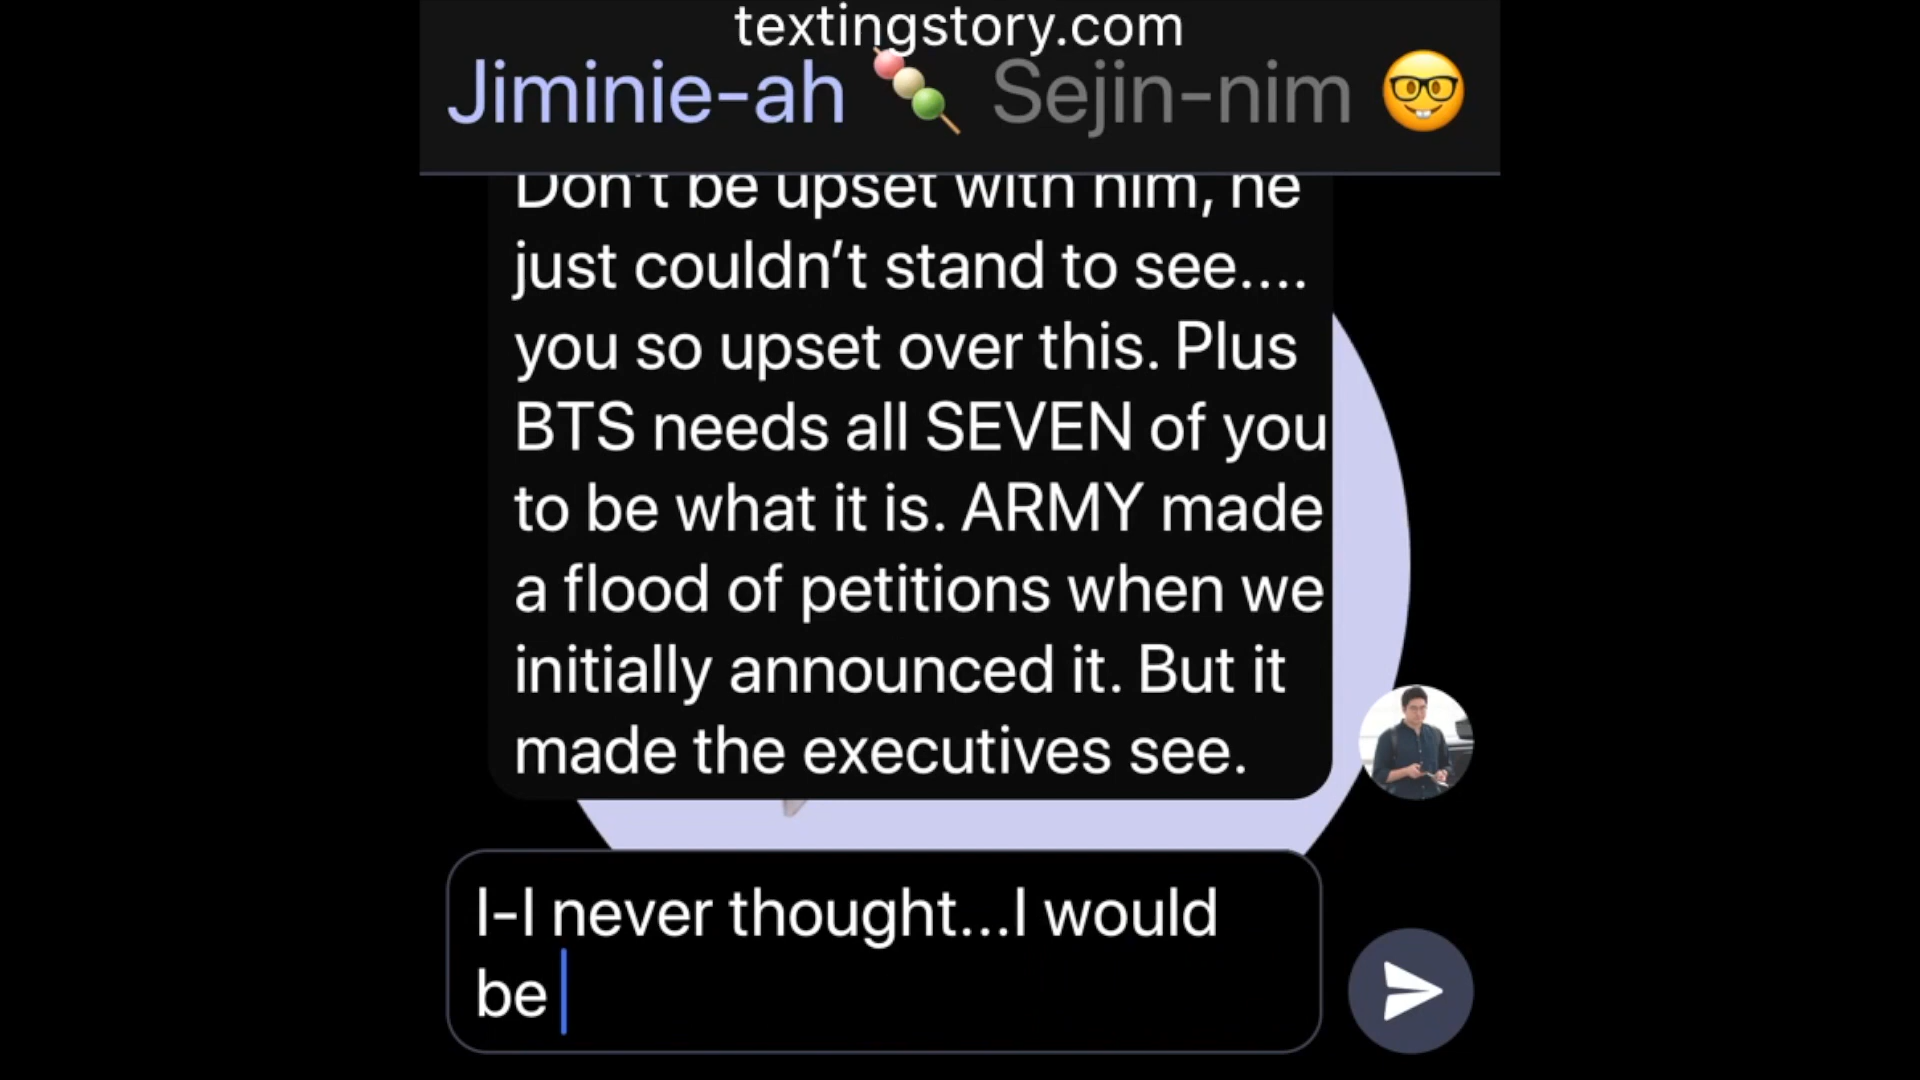 textingstory.com
Jiminie-ah 🍡 Sejin-nim 🤓
Don't be upset with him, he
just couldn't stand to see....
you so upset over this. Plus
BTS needs all SEVEN of you
to be what it is. ARMY made
a flood of petitions when we
initially announced it. But it
made the executives see.
I-I never thought...I would
be